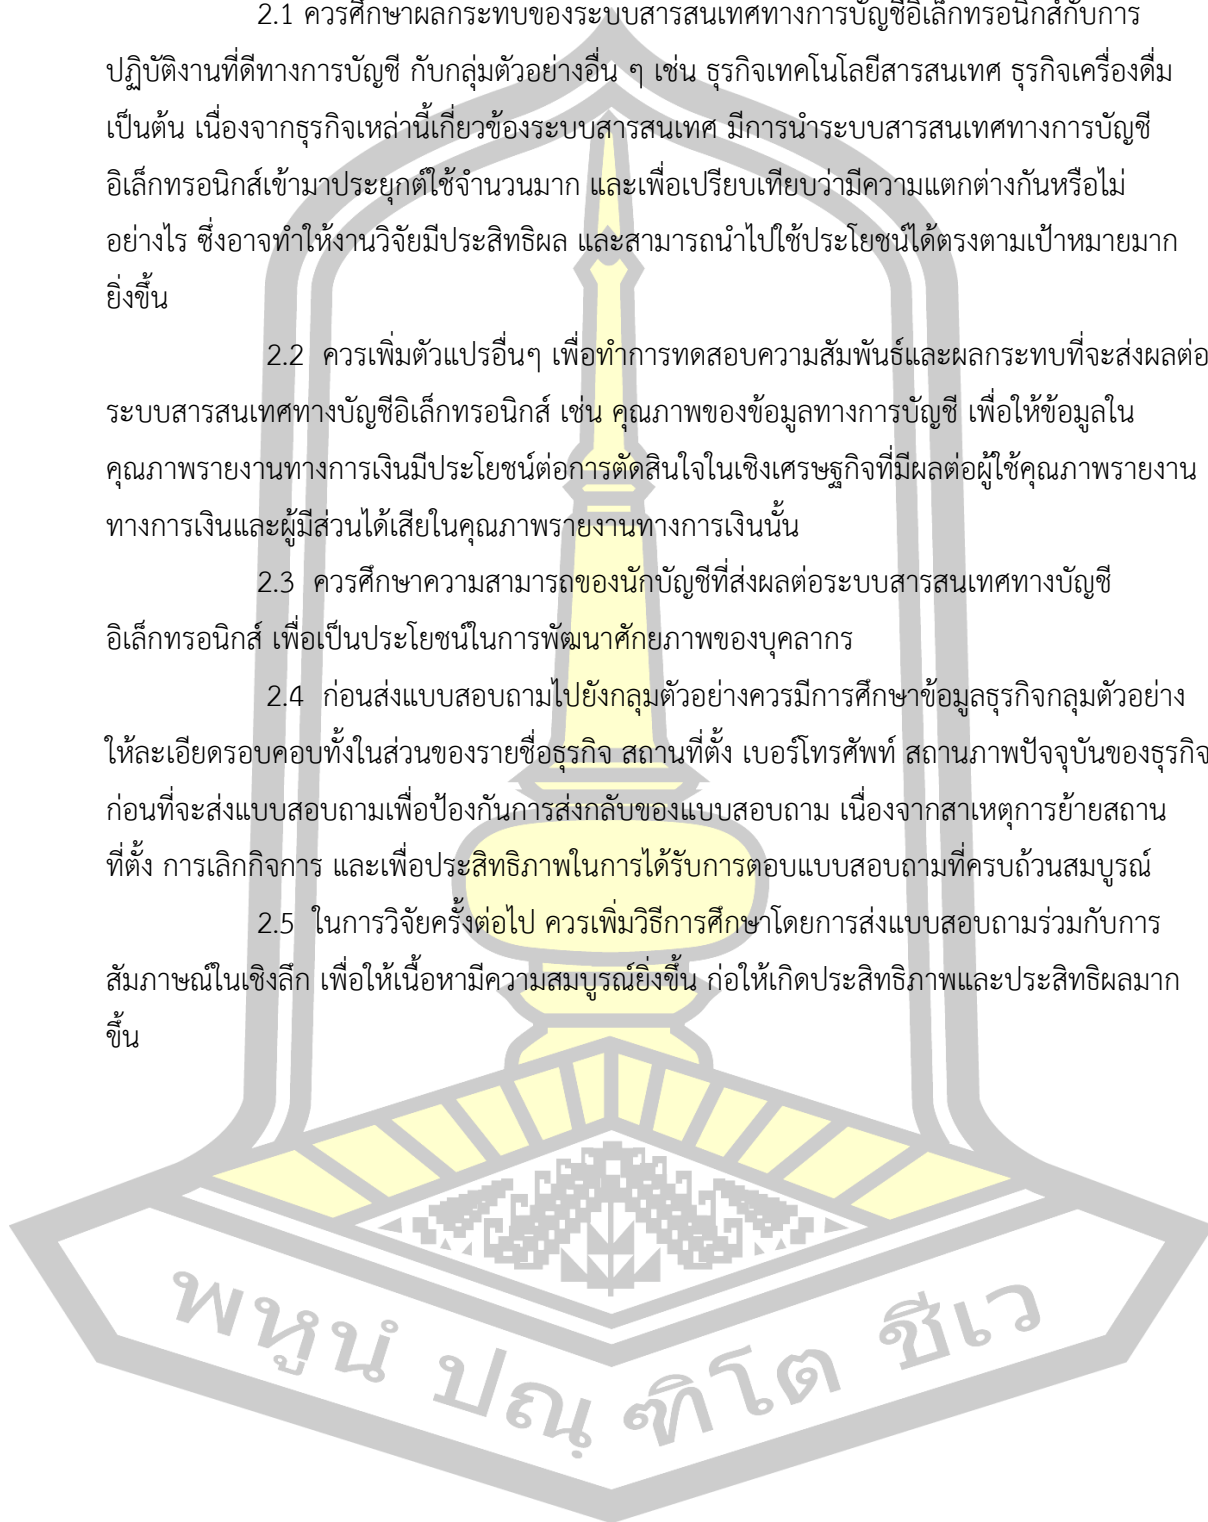 2.1 ควรศึกษาผลกระทบของระบบสารสนเทศทางการบัญชีอิเล็กทรอนิกส์กับการ
ปฏิบัติงานที่ดีทางการบัญชี กับกลุ่มตัวอย่างอื่น ๆ เช่น ธุรกิจเทคโนโลยีสารสนเทศ ธุรกิจเครื่องดื่ม
เป็นต้น เนื่องจากธุรกิจเหล่านี้เกี่ยวข้องระบบสารสนเทศ มีการนำระบบสารสนเทศทางการบัญชี
อิเล็กทรอนิกส์เข้ามาประยุกต์ใช้จำนวนมาก และเพื่อเปรียบเทียบว่ามีความแตกต่างกันหรือไม่
อย่างไร ซึ่งอาจทำให้งานวิจัยมีประสิทธิผล และสามารถนำไปใช้ประโยชน์ได้ตรงตามเป้าหมายมาก
ยิ่งขึ้น
2.2 ควรเพิ่มตัวแปรอื่นๆ เพื่อทำการทดสอบความสัมพันธ์และผลกระทบที่จะส่งผลต่อ
ระบบสารสนเทศทางบัญชีอิเล็กทรอนิกส์ เช่น คุณภาพของข้อมูลทางการบัญชี เพื่อให้ข้อมูลใน
คุณภาพรายงานทางการเงินมีประโยชน์ต่อการตัดสินใจในเชิงเศรษฐกิจที่มีผลต่อผู้ใช้คุณภาพรายงาน
ทางการเงินและผู้มีส่วนได้เสียในคุณภาพรายงานทางการเงินนั้น
2.3 ควรศึกษาความสามารถของนักบัญชีที่ส่งผลต่อระบบสารสนเทศทางบัญชี
อิเล็กทรอนิกส์ เพื่อเป็นประโยชน์ในการพัฒนาศักยภาพของบุคลากร
2.4 ก่อนส่งแบบสอบถามไปยังกลุมตัวอย่างควรมีการศึกษาข้อมูลธุรกิจกลุ่มตัวอย่าง
ให้ละเอียดรอบคอบทั้งในส่วนของรายชื่อธุรกิจ สถานที่ตั้ง เบอร์โทรศัพท์ สถานภาพปัจจุบันของธุรกิจ
ก่อนที่จะส่งแบบสอบถามเพื่อป้องกันการส่งกลับของแบบสอบถาม เนื่องจากสาเหตุการย้ายสถาน
ที่ตั้ง การเลิกกิจการ และเพื่อประสิทธิภาพในการได้รับการตอบแบบสอบถามที่ครบถ้วนสมบูรณ์
2.5 ในการวิจัยครั้งต่อไป ควรเพิ่มวิธีการศึกษาโดยการส่งแบบสอบถามร่วมกับการ
สัมภาษณ์ในเชิงลึก เพื่อให้เนื้อหามีความสมบูรณ์ยิ่งขึ้น ก่อให้เกิดประสิทธิภาพและประสิทธิผลมาก
ขึ้น
พหูนํ ปณฺ ฑิโต ชีเว